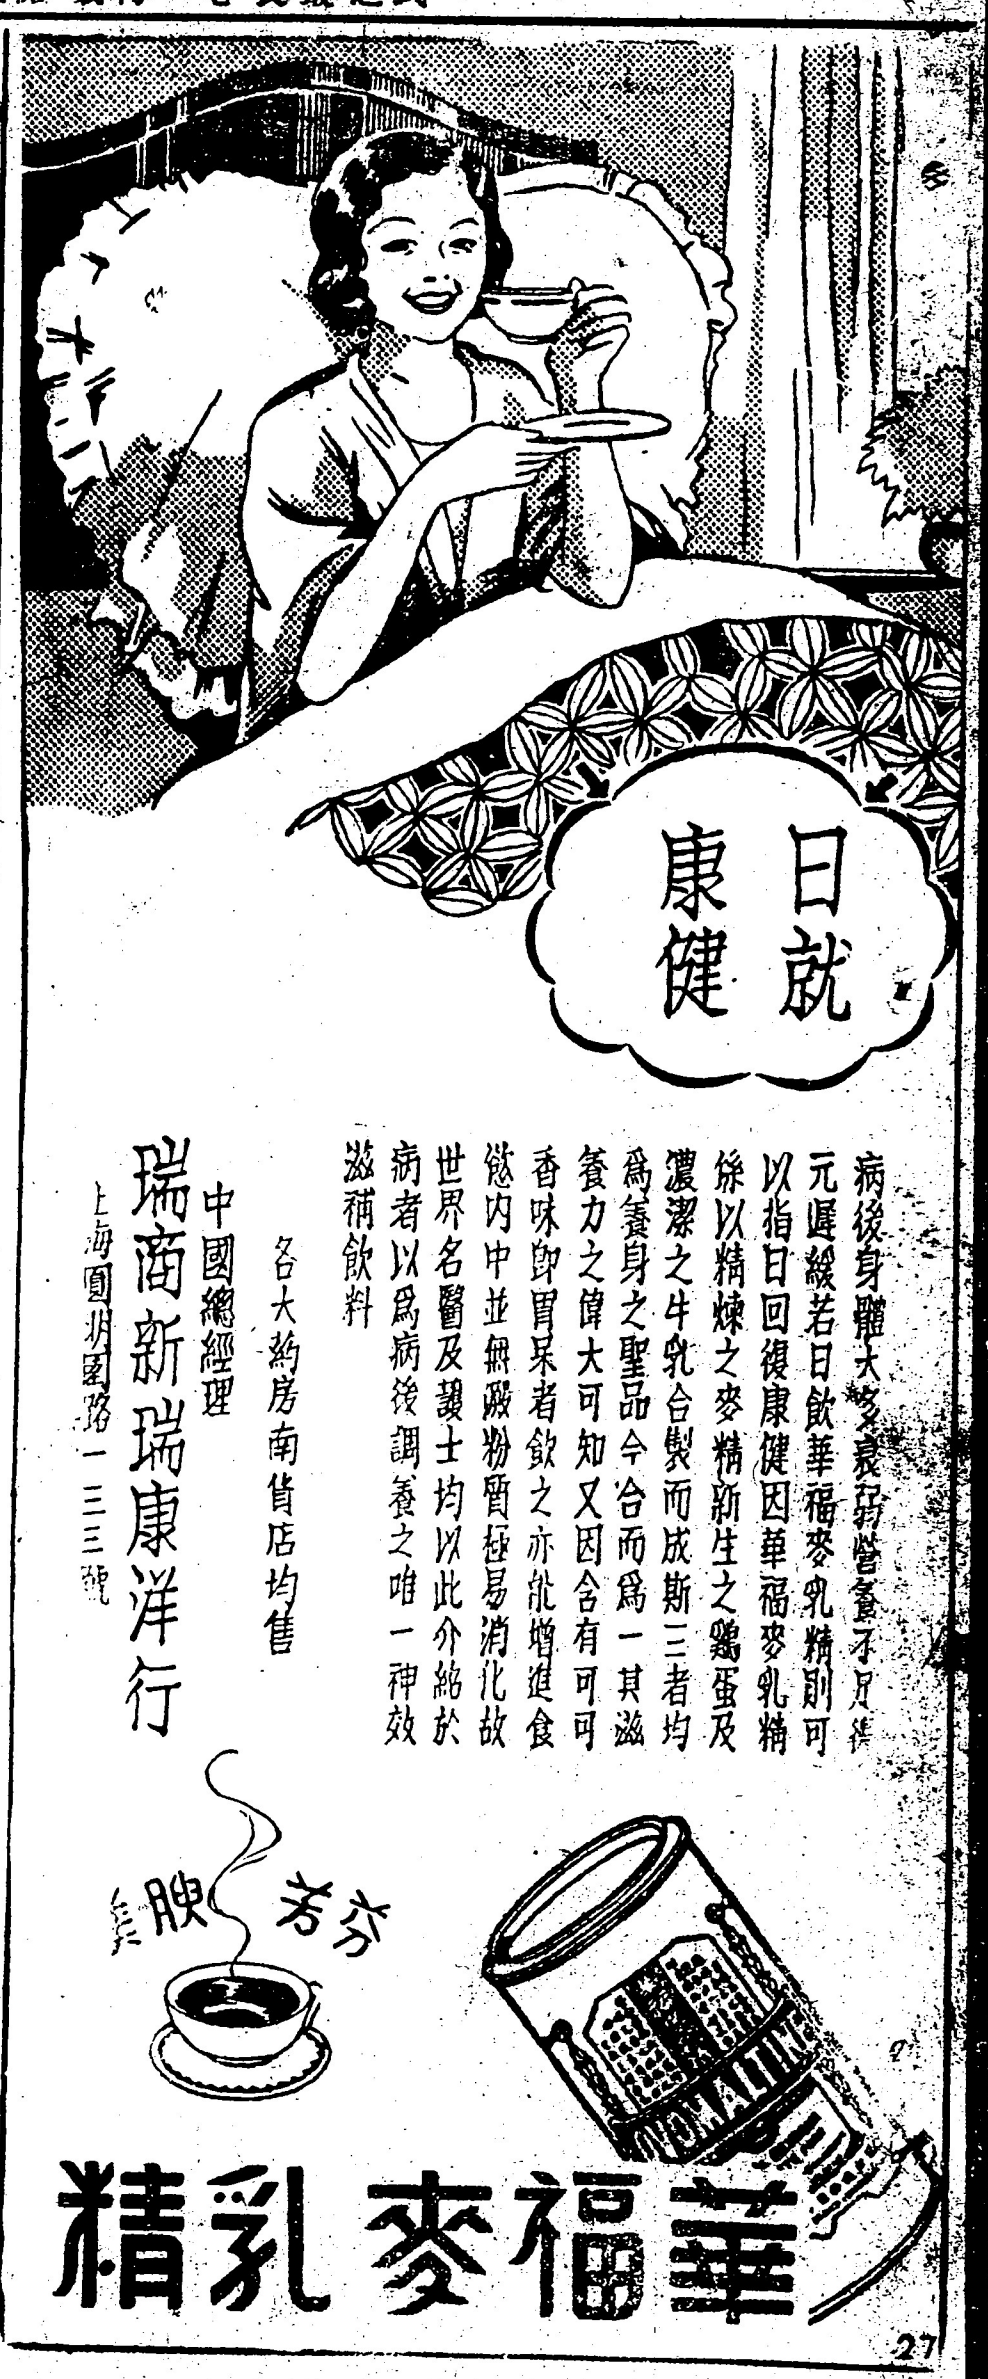 日就
康健
病後身體大多衰弱營養不足復
元遲緩若日飲華福麥乳精則可
以指日回復康健因華福麥乳精
係以精煉之麥精新生之鷄蛋及
濃潔之牛乳合製而成斯三者均
爲養身之聖品今合而爲一其滋
養力之偉大可知又因含有可可
香味卽胃呆者飲之亦能增進食
慾内中並無澱粉質極易消化故
世界名醫及護士均以此介紹於
病者以爲病後調養之唯一神效
滋補飲料
各大葯房南貨店均售
中國總經理
瑞商新瑞康洋行
上海圓明園路一三三號
芬芳
腴美
WOMALTINE
華福麥乳精
27